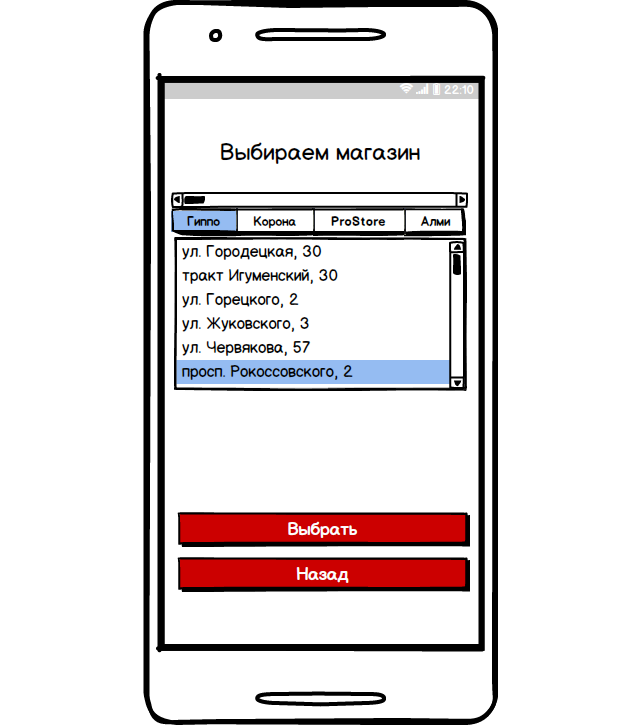 22:10
Выбираем магазин
Гиппо Корона ProStore Алми
ул. Городецкая, 30
тракт Игуменский, 30
ул. Горецкого, 2
ул. Жуковского, 3
ул. Червякова, 57
просп. Рокоссовского, 2
Выбрать
Назад